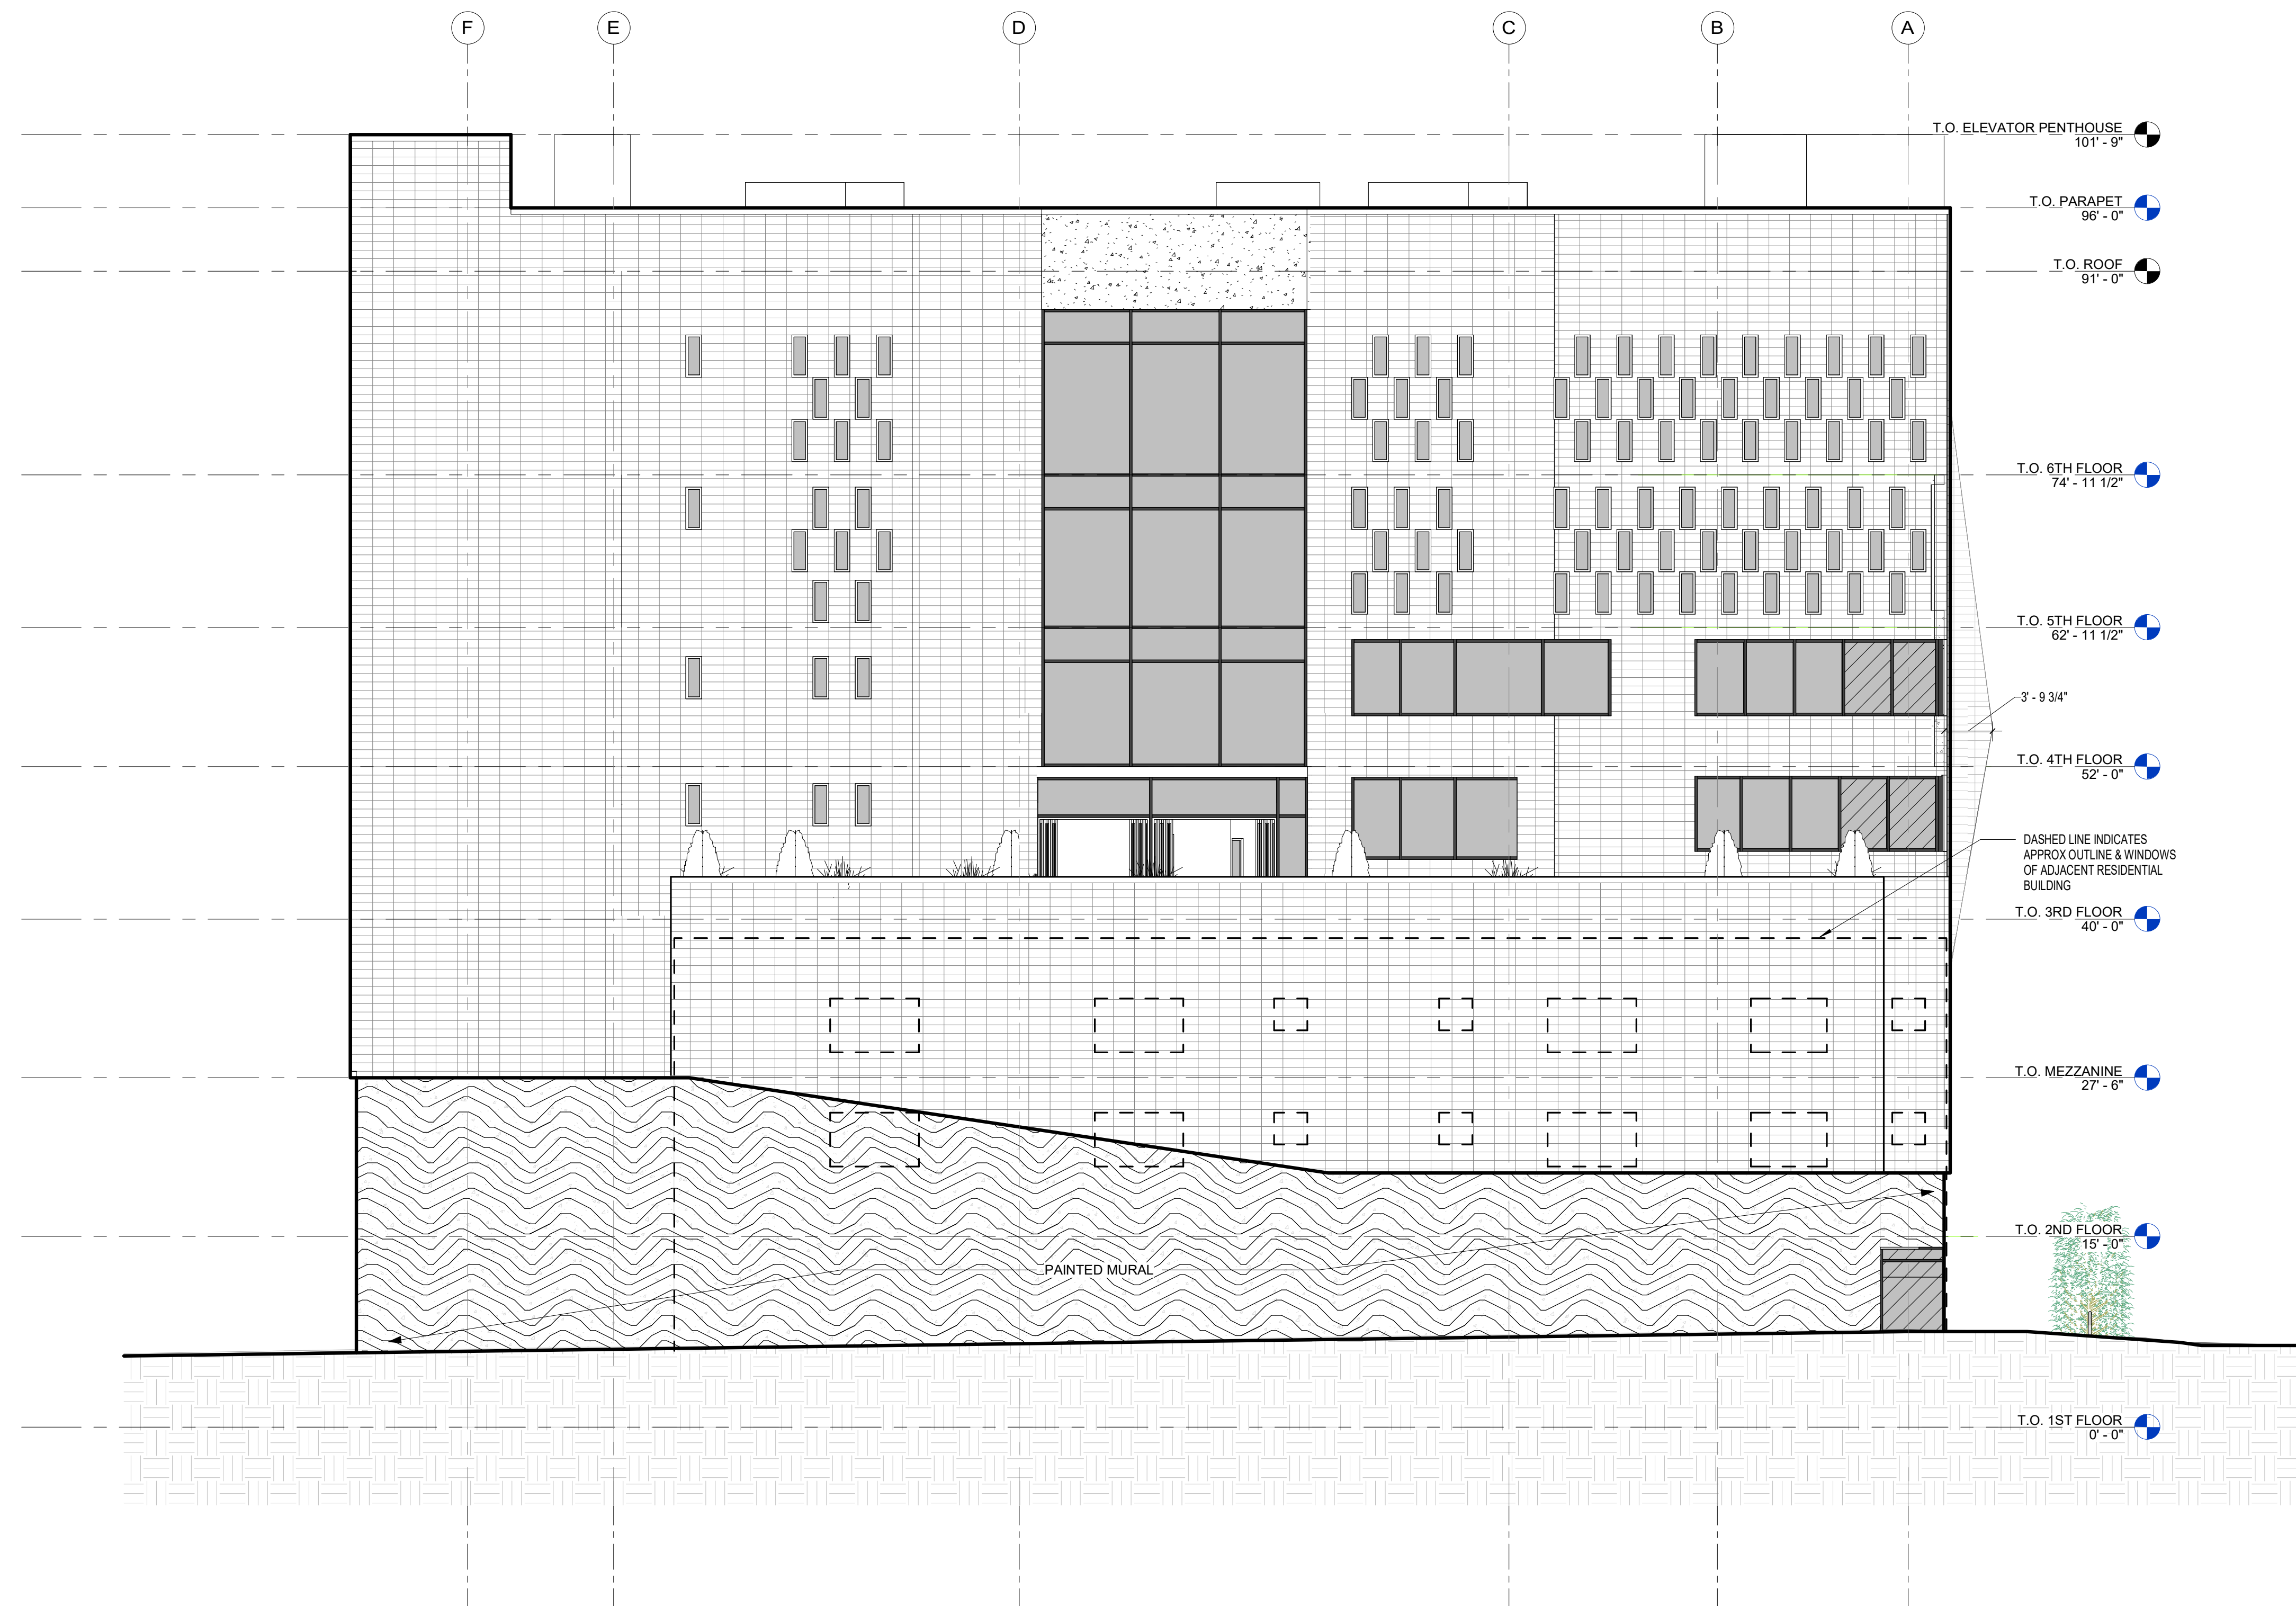 F
E
D
C
B
A
T.O. ELEVATOR PENTHOUSE
101' - 9"
T.O. PARAPET
96' - 0"
T.O. ROOF
91' - 0"
T.O. 6TH FLOOR
74' - 11 1/2"
T.O. 5TH FLOOR
62' - 11 1/2"
3' - 9 3/4"
T.O. 4TH FLOOR
52' - 0"
DASHED LINE INDICATES
APPROX OUTLINE & WINDOWS
OF ADJACENT RESIDENTIAL
BUILDING
T.O. 3RD FLOOR
40' - 0"
T.O. MEZZANINE
27' - 6"
T.O. 2ND FLOOR
15' - 0"
PAINTED MURAL
T.O. 1ST FLOOR
0' - 0"